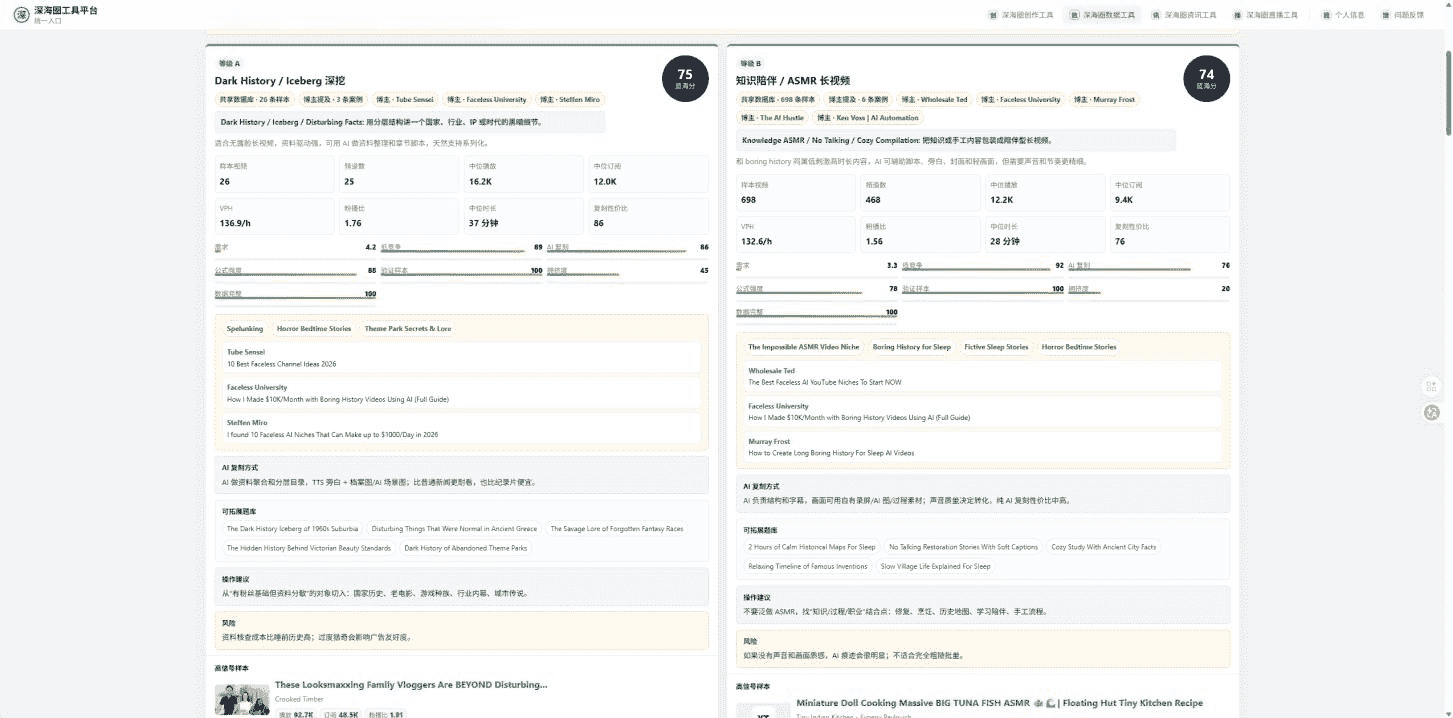 深海圈工具平台
统一入口
深海圈创作工具
深海圈数据工具
深海圈资讯工具
深海圈直播工具
个人信息
问题反馈
等级 A
Dark History / Iceberg 深挖
75
蓝海分
共享数据库 · 26 条样本
博主提及 · 3 条案例
博主 · Tube Sensei
博主 · Faceless University
博主 · Steffen Miro
Dark History / Iceberg / Disturbing Facts: 用分层结构讲一个国家、行业、IP 或时代的黑暗细节。
适合无露脸长视频，资料驱动强，可用 AI 做资料整理和章节脚本，天然支持系列化。
样本视频
26
频道数
25
中位播放
16.2K
中位订阅
12.0K
VPH
136.9/h
粉播比
1.76
中位时长
37 分钟
复刻性价比
86
需求 4.2
低竞争 89
AI 复刻 86
公式强度 88
验证样本 100
拥挤度 45
数据完整 100
Spelunking
Horror Bedtime Stories
Theme Park Secrets & Lore
Tube Sensei
10 Best Faceless Channel Ideas 2026
Faceless University
How I Made $10K/Month with Boring History Videos Using AI (Full Guide)
Steffen Miro
I found 10 Faceless AI Niches That Can Make up to $1000/Day in 2026
AI 复刻方式
AI 做资料聚合和分层目录，TTS 旁白 + 档案图/AI 场景图；比普通新闻更耐看，也比纪录片便宜。
可拓展题库
The Dark History Iceberg of 1960s Suburbia
Disturbing Things That Were Normal in Ancient Greece
The Savage Lore of Forgotten Fantasy Races
The Hidden History Behind Victorian Beauty Standards
Dark History of Abandoned Theme Parks
操作建议
从“有粉丝基础但资料分散”的对象切入：国家历史、老电影、游戏种族、行业内幕、城市传说。
风险
资料核查成本比睡前历史高；过度猎奇会影响广告友好度。
高信号样本
These Looksmaxxing Family Vloggers Are BEYOND Disturbing...
Crooked Timber
播放 92.7K
订阅 48.5K
粉播比 1.91
等级 B
知识陪伴 / ASMR 长视频
74
蓝海分
共享数据库 · 698 条样本
博主提及 · 6 条案例
博主 · Wholesale Ted
博主 · Faceless University
博主 · Murray Frost
博主 · The AI Hustle
博主 · Ken Voss | AI Automation
Knowledge ASMR / No Talking / Cozy Compilation: 把知识或手工内容包装成陪伴型长视频。
和 boring history 同属低刺激高时长内容，AI 可辅助脚本、旁白、封面和轻画面，但需要声音和节奏更精细。
样本视频
698
频道数
468
中位播放
12.2K
中位订阅
9.4K
VPH
132.6/h
粉播比
1.56
中位时长
28 分钟
复刻性价比
76
需求 3.3
低竞争 92
AI 复刻 76
公式强度 78
验证样本 100
拥挤度 20
数据完整 100
The Impossible ASMR Video Niche
Boring History for Sleep
Fictive Sleep Stories
Horror Bedtime Stories
Wholesale Ted
The Best Faceless AI YouTube Niches To Start NOW
Faceless University
How I Made $10K/Month with Boring History Videos Using AI (Full Guide)
Murray Frost
How to Create Long Boring History For Sleep AI Videos
AI 复刻方式
AI 负责结构和字幕，画面可用自有录屏/AI 图/过程素材；声音质量决定转化，纯 AI 复刻性价比中高。
可拓展题库
2 Hours of Calm Historical Maps For Sleep
No Talking Restoration Stories With Soft Captions
Cozy Study With Ancient City Facts
Relaxing Timeline of Famous Inventions
Slow Village Life Explained For Sleep
操作建议
不要泛做 ASMR，找“知识/过程/职业”结合点：修复、烹饪、历史地图、学习陪伴、手工流程。
风险
如果没有声音和画面质感，AI 痕迹会很明显；不适合完全粗糙批量。
高信号样本
Miniature Doll Cooking Massive BIG TUNA FISH ASMR | Floating Hut Tiny Kitchen Recipe